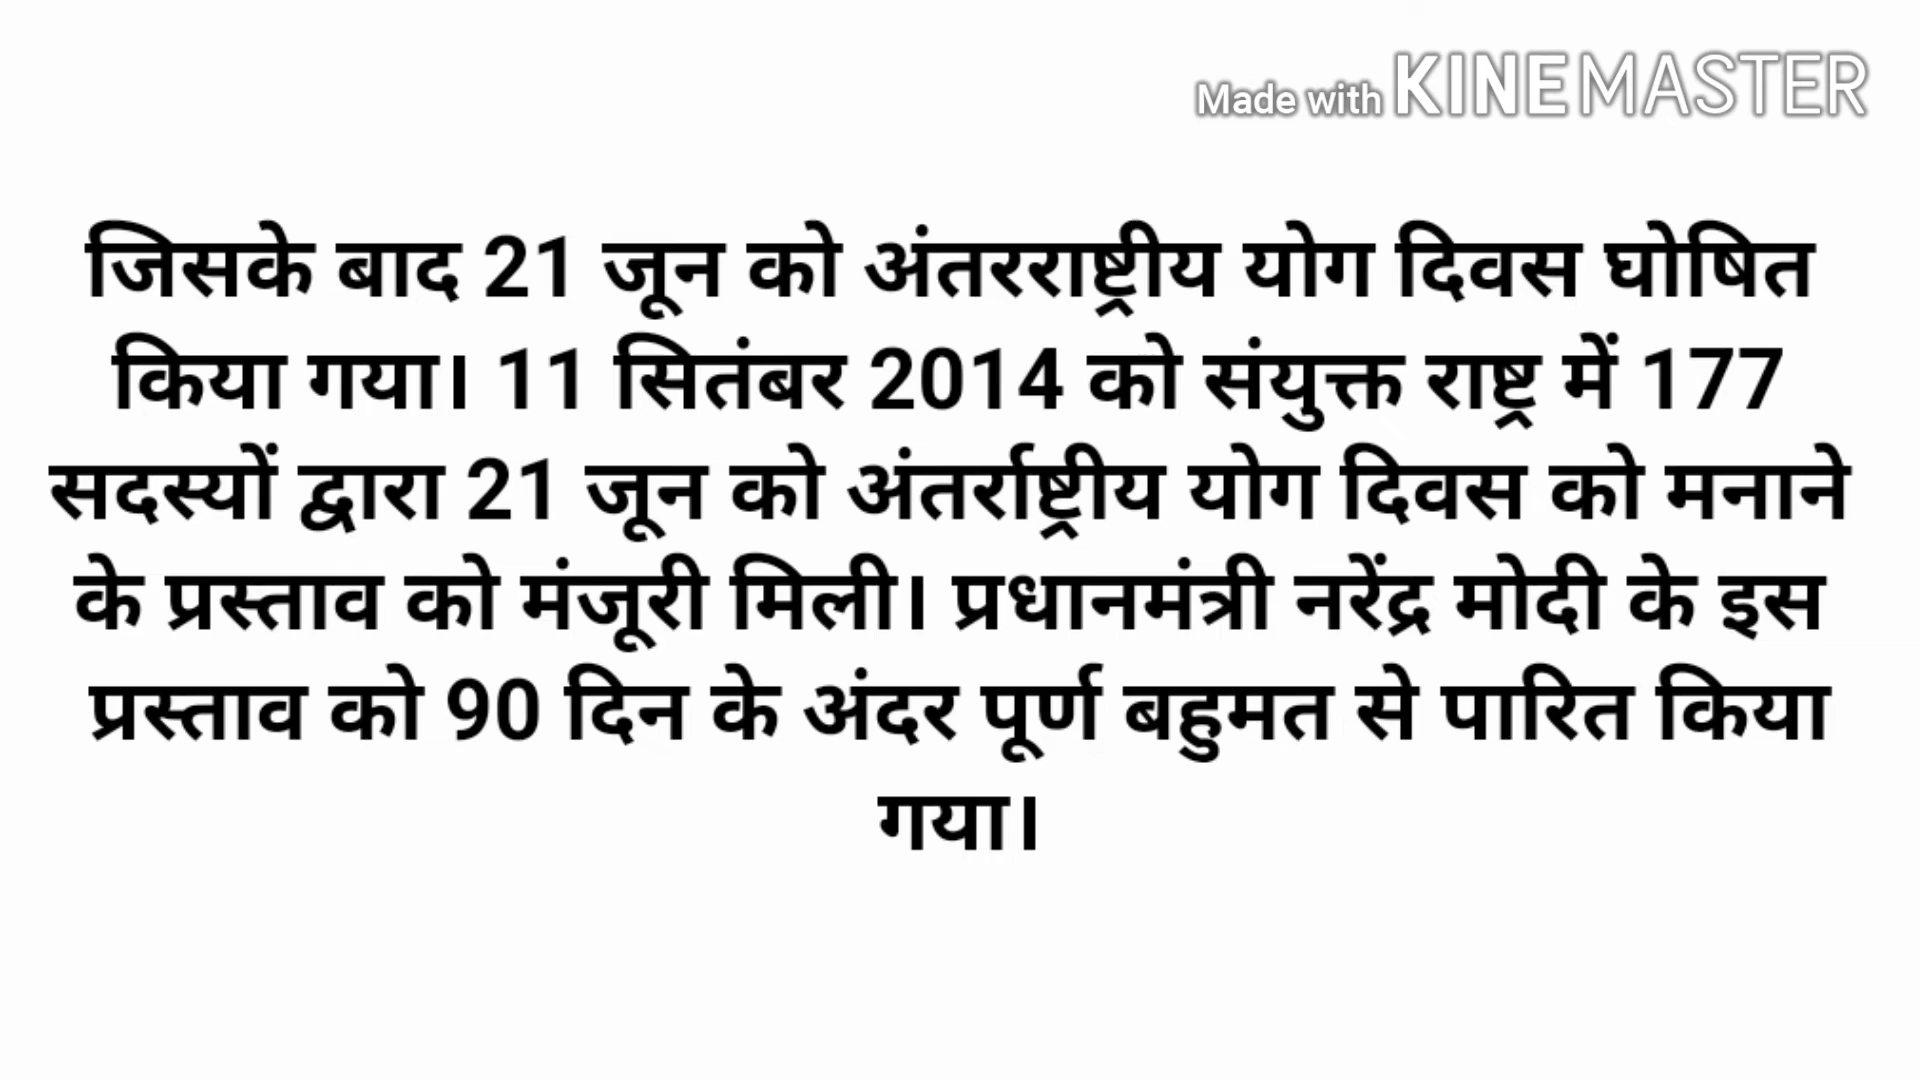 Made with KINEMASTER
जिसके बाद 21 जून को अंतरराष्ट्रीय योग दिवस घोषित
किया गया। 11 सितंबर 2014 को संयुक्त राष्ट्र में 177
सदस्यों द्वारा 21 जून को अंतर्राष्ट्रीय योग दिवस को मनाने
के प्रस्ताव को मंजूरी मिली। प्रधानमंत्री नरेंद्र मोदी के इस
प्रस्ताव को 90 दिन के अंदर पूर्ण बहुमत से पारित किया
गया।